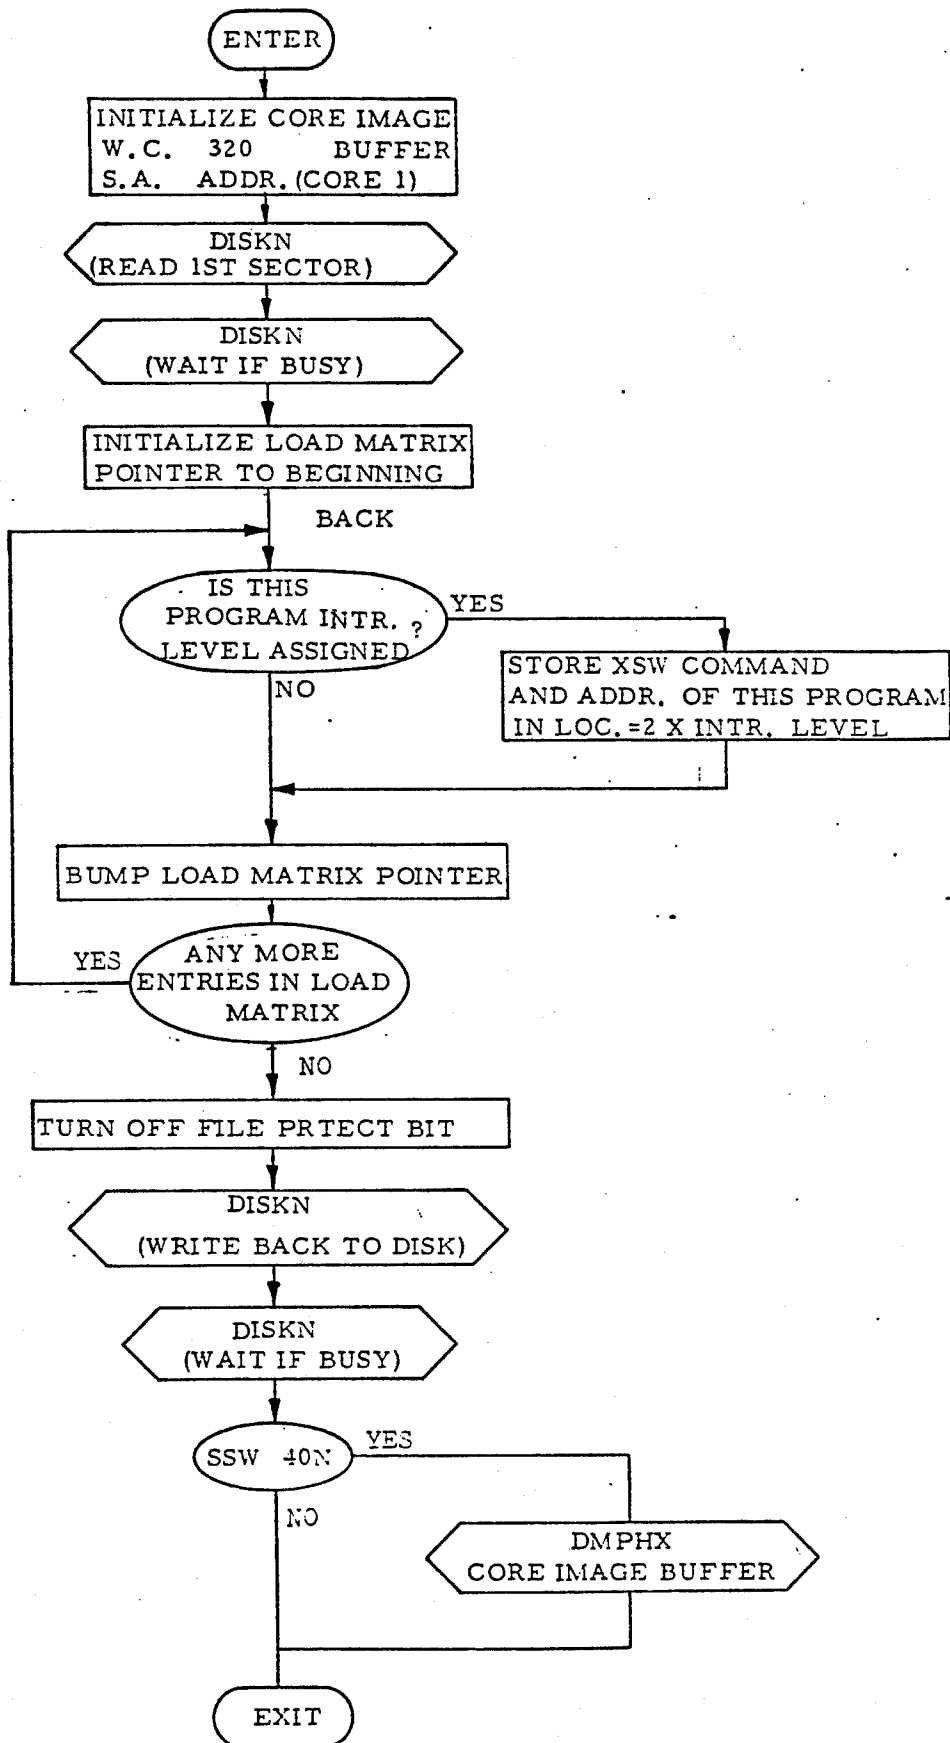 ENTER
INITIALIZE CORE IMAGE
W.C. 320 BUFFER
S.A. ADDR. (CORE 1)
DISKN
(READ 1ST SECTOR)
DISKN
(WAIT IF BUSY)
INITIALIZE LOAD MATRIX
POINTER TO BEGINNING
BACK
IS THIS
PROGRAM INTR. ?
LEVEL ASSIGNED
YES
STORE XSW COMMAND
AND ADDR. OF THIS PROGRAM
IN LOC. =2 X INTR. LEVEL
NO
BUMP LOAD MATRIX POINTER
YES
ANY MORE
ENTRIES IN LOAD
MATRIX
NO
TURN OFF FILE PRTECT BIT
DISKN
(WRITE BACK TO DISK)
DISKN
(WAIT IF BUSY)
SSW 40N
YES
NO
DMPHX
CORE IMAGE BUFFER
EXIT